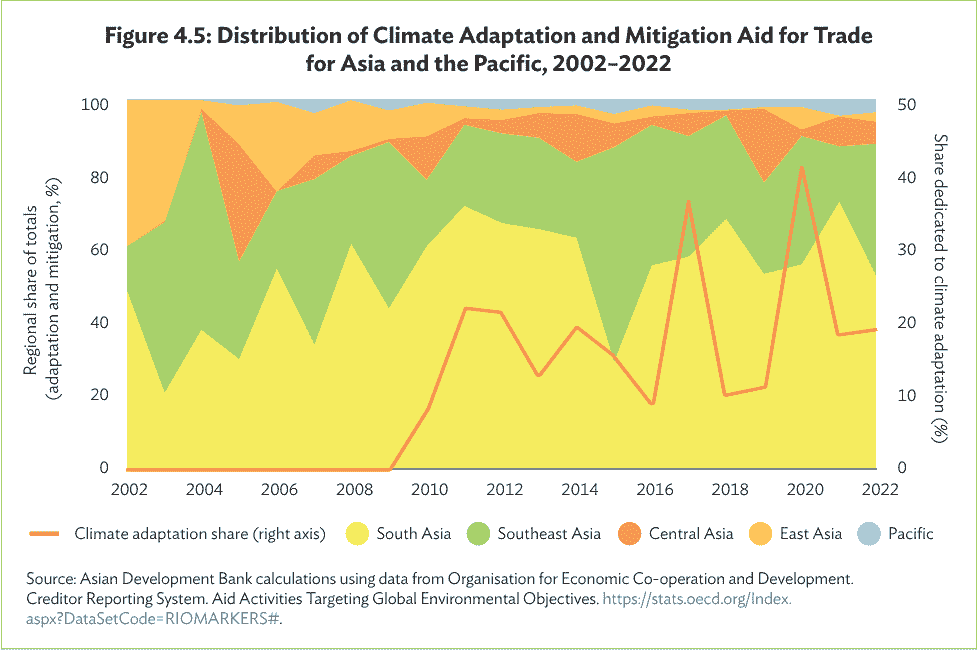 Figure 4.5: Distribution of Climate Adaptation and Mitigation Aid for Trade
for Asia and the Pacific, 2002–2022
Regional share of totals
(adaptation and mitigation, %)
100
80
60
40
20
0
50
40
30
20
10
0
Share dedicated to climate adaptation (%)
2002 2004 2006 2008 2010 2012 2014 2016 2018 2020 2022
Climate adaptation share (right axis) South Asia Southeast Asia Central Asia East Asia Pacific
Source: Asian Development Bank calculations using data from Organisation for Economic Co-operation and Development.
Creditor Reporting System. Aid Activities Targeting Global Environmental Objectives. https://stats.oecd.org/Index.
aspx?DataSetCode=RIOMARKERS#.